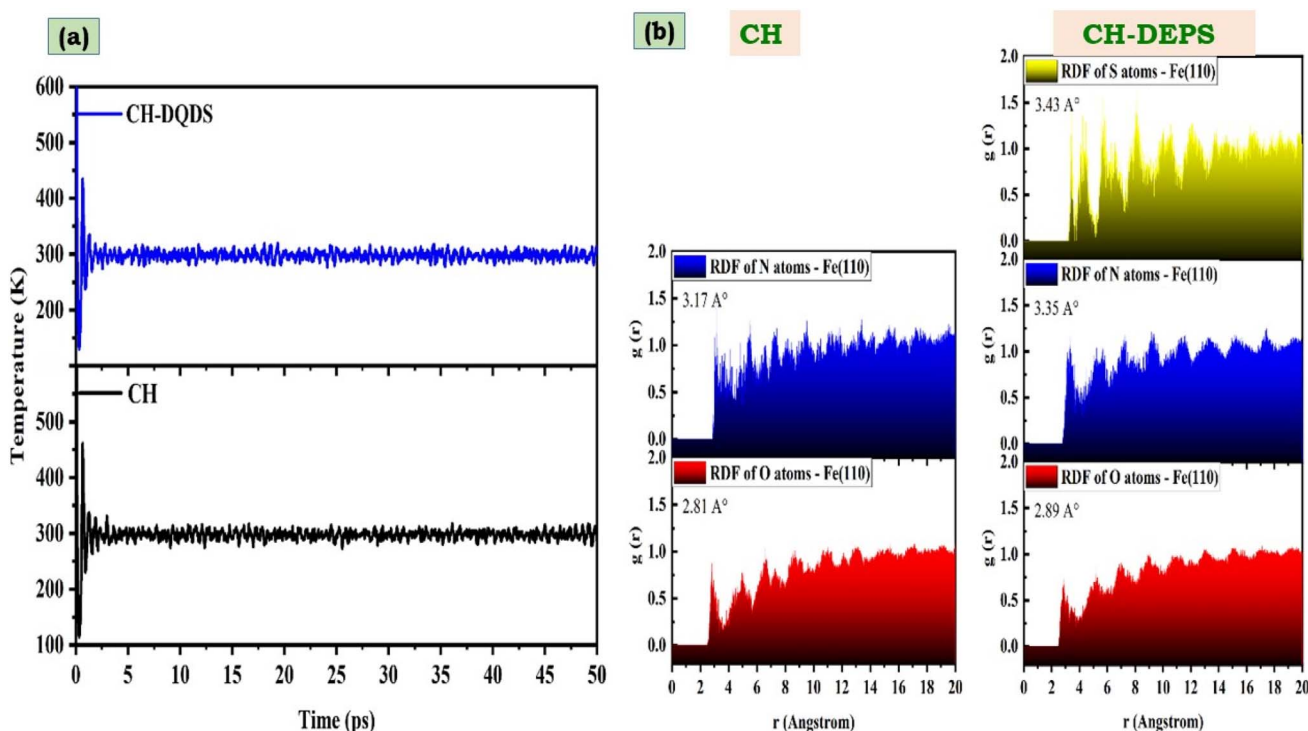 (a)
CH-DQDS
600
550
500
450
400
350
300
200
100
CH
500
400
300
200
100
Temperature (K)
0 5 10 15 20 25 30 35 40 45 50
Time (ps)
(b)
CH
CH-DEPS
RDF of N atoms - Fe(110)
3.17 A°
2.0
1.5
1.0
0.5
0.0
g (r)
RDF of O atoms - Fe(110)
2.81 A°
2.0
1.5
1.0
0.5
0.0
g (r)
0 2 4 6 8 10 12 14 16 18 20
r (Angstrom)
RDF of S atoms - Fe(110)
3.43 A°
2.0
1.5
1.0
0.5
0.0
g (r)
RDF of N atoms - Fe(110)
3.35 A°
2.0
1.5
1.0
0.5
0.0
g (r)
RDF of O atoms - Fe(110)
2.89 A°
2.0
1.5
1.0
0.5
0.0
g (r)
0 2 4 6 8 10 12 14 16 18 20
r (Angstrom)